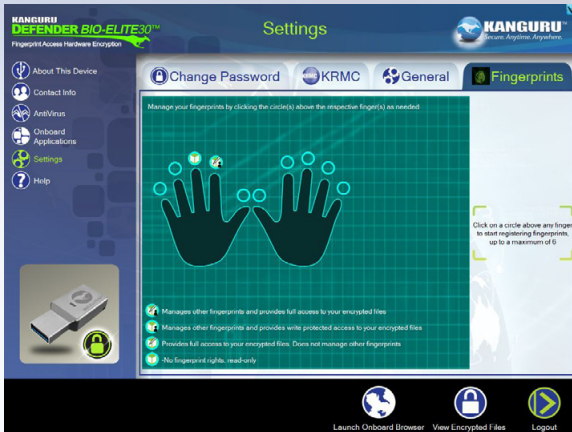 KANGURU
DEFENDER BIO-ELITE30™
Fingerprint Access Hardware Encryption
Settings
KANGURU™
Secure. Anytime. Anywhere.
About This Device
Contact Info
AntiVirus
Onboard
Applications
Settings
Help
Change Password
KRMC
General
Fingerprints
Manage your fingerprints by clicking the circle(s) above the respective finger(s) as needed
Click on a circle above any finger
to start registering fingerprints,
up to a maximum of 6
Manages other fingerprints and provides full access to your encrypted files
Manages other fingerprints and provides write protected access to your encrypted files
Provides full access to your encrypted files. Does not manage other fingerprints
-No fingerprint rights, read-only
Launch Onboard Browser
View Encrypted Files
Logout